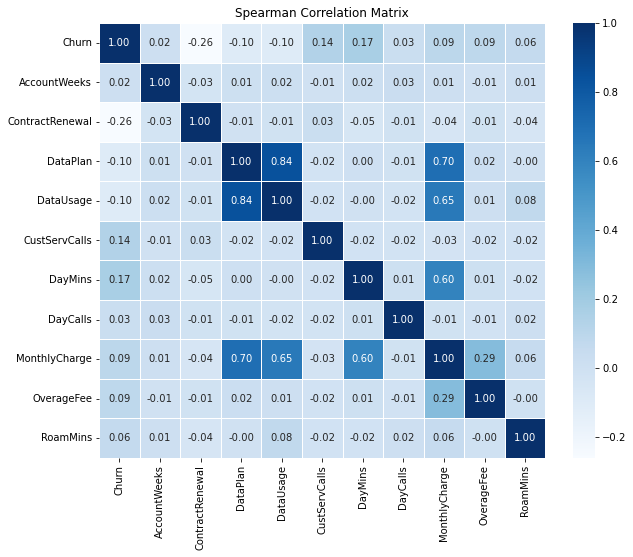 Spearman Correlation Matrix
Churn 1.00 0.02 -0.26 -0.10 -0.10 0.14 0.17 0.03 0.09 0.09 0.06
AccountWeeks 0.02 1.00 -0.03 0.01 0.02 -0.01 0.02 0.03 0.01 -0.01 0.01
ContractRenewal -0.26 -0.03 1.00 -0.01 -0.01 0.03 -0.05 -0.01 -0.04 -0.01 -0.04
DataPlan -0.10 0.01 -0.01 1.00 0.84 -0.02 0.00 -0.01 0.70 0.02 -0.00
DataUsage -0.10 0.02 -0.01 0.84 1.00 -0.02 -0.00 -0.02 0.65 0.01 0.08
CustServCalls 0.14 -0.01 0.03 -0.02 -0.02 1.00 -0.02 -0.02 -0.03 -0.02 -0.02
DayMins 0.17 0.02 -0.05 0.00 -0.00 -0.02 1.00 0.01 0.60 0.01 -0.02
DayCalls 0.03 0.03 -0.01 -0.01 -0.02 -0.02 0.01 1.00 -0.01 -0.01 0.02
MonthlyCharge 0.09 0.01 -0.04 0.70 0.65 -0.03 0.60 -0.01 1.00 0.29 0.06
OverageFee 0.09 -0.01 -0.01 0.02 0.01 -0.02 0.01 -0.01 0.29 1.00 -0.00
RoamMins 0.06 0.01 -0.04 -0.00 0.08 -0.02 -0.02 0.02 0.06 -0.00 1.00
Churn
AccountWeeks
ContractRenewal
DataPlan
DataUsage
CustServCalls
DayMins
DayCalls
MonthlyCharge
OverageFee
RoamMins
1.0
0.8
0.6
0.4
0.2
0.0
-0.2